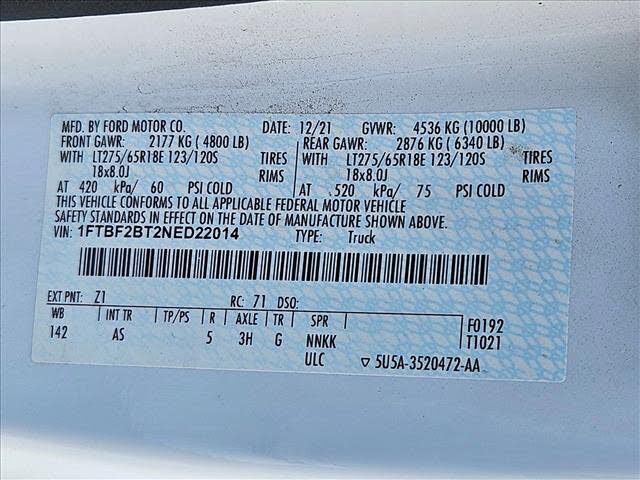 MFD. BY FORD MOTOR CO. DATE: 12/21 GVWR: 4536 KG (10000 LB)
FRONT GAWR: 2177 KG ( 4800 LB) REAR GAWR: 2876 KG ( 6340 LB)
WITH LT275/65R18E 123/120S TIRES WITH LT275/65R18E 123/120S TIRES
18x8.0J RIMS 18x8.0J RIMS
AT 420 kPa/ 60 PSI COLD AT 520 kPa/ 75 PSI COLD
THIS VEHICLE CONFORMS TO ALL APPLICABLE FEDERAL MOTOR VEHICLE
SAFETY STANDARDS IN EFFECT ON THE DATE OF MANUFACTURE SHOWN ABOVE.
VIN: 1FTBF2BT2NED22014 TYPE: Truck
EXT PNT: Z1 RC: 71 DSO:
WB INT TR TP/PS R AXLE TR SPR F0192
142 AS 5 3H G NNKK T1021
ULC ▽ 5U5A-3520472-AA